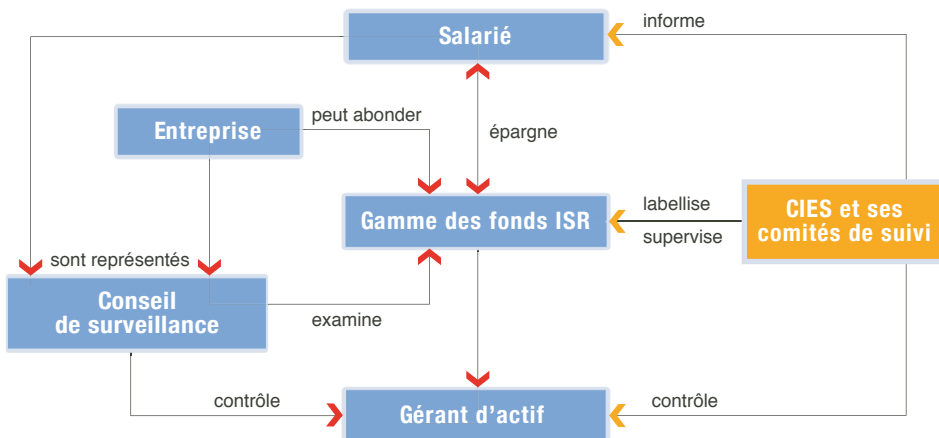 informe
Salarié
peut abonder
Entreprise
épargne
Gamme des fonds ISR
labellise
supervise
CIES et ses
comités de suivi
sont représentés
Conseil
de surveillance
examine
contrôle
Gérant d’actif
contrôle